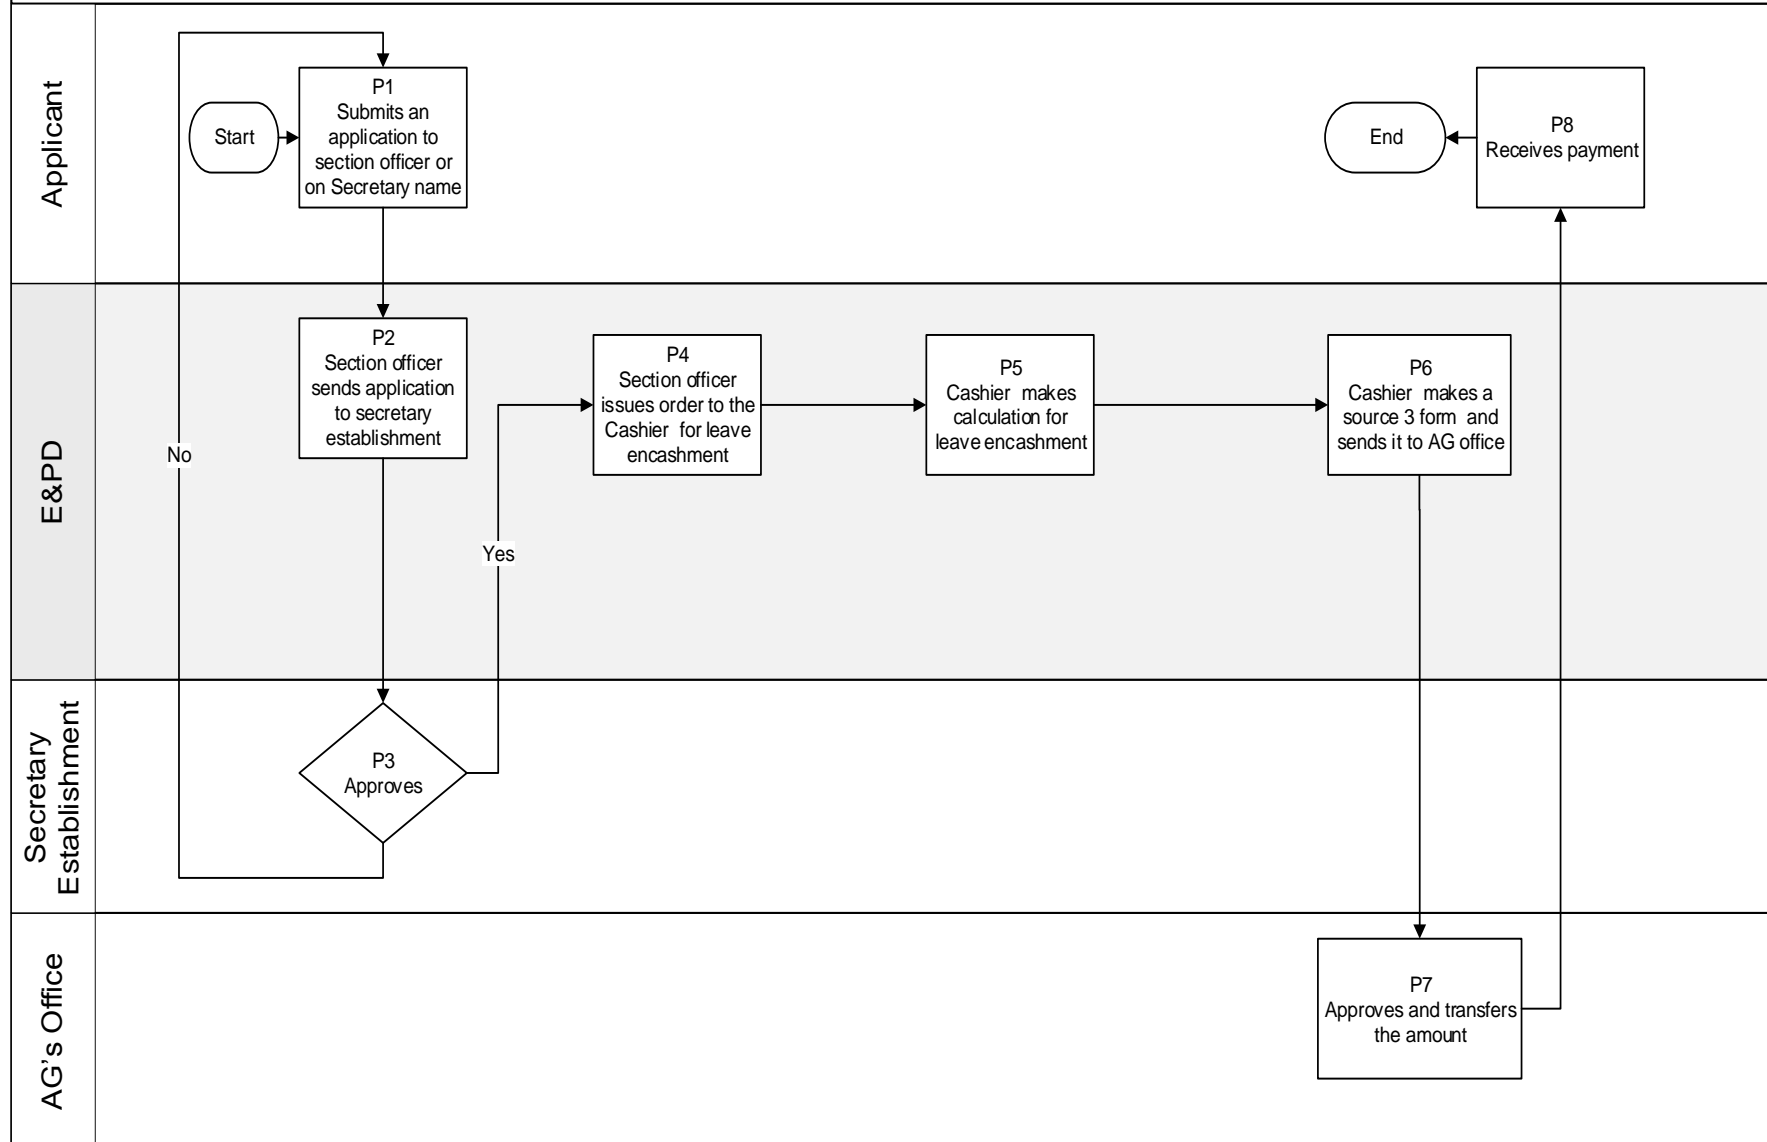 Applicant
Start
P1
Submits an
application to
section officer or
on Secretary name
End
P8
Receives payment
E&PD
No
P2
Section officer
sends application
to secretary
establishment
Yes
P4
Section officer
issues order to the
Cashier for leave
encashment
P5
Cashier makes
calculation for
leave encashment
P6
Cashier makes a
source 3 form and
sends it to AG office
Secretary
Establishment
P3
Approves
AG's Office
P7
Approves and transfers
the amount